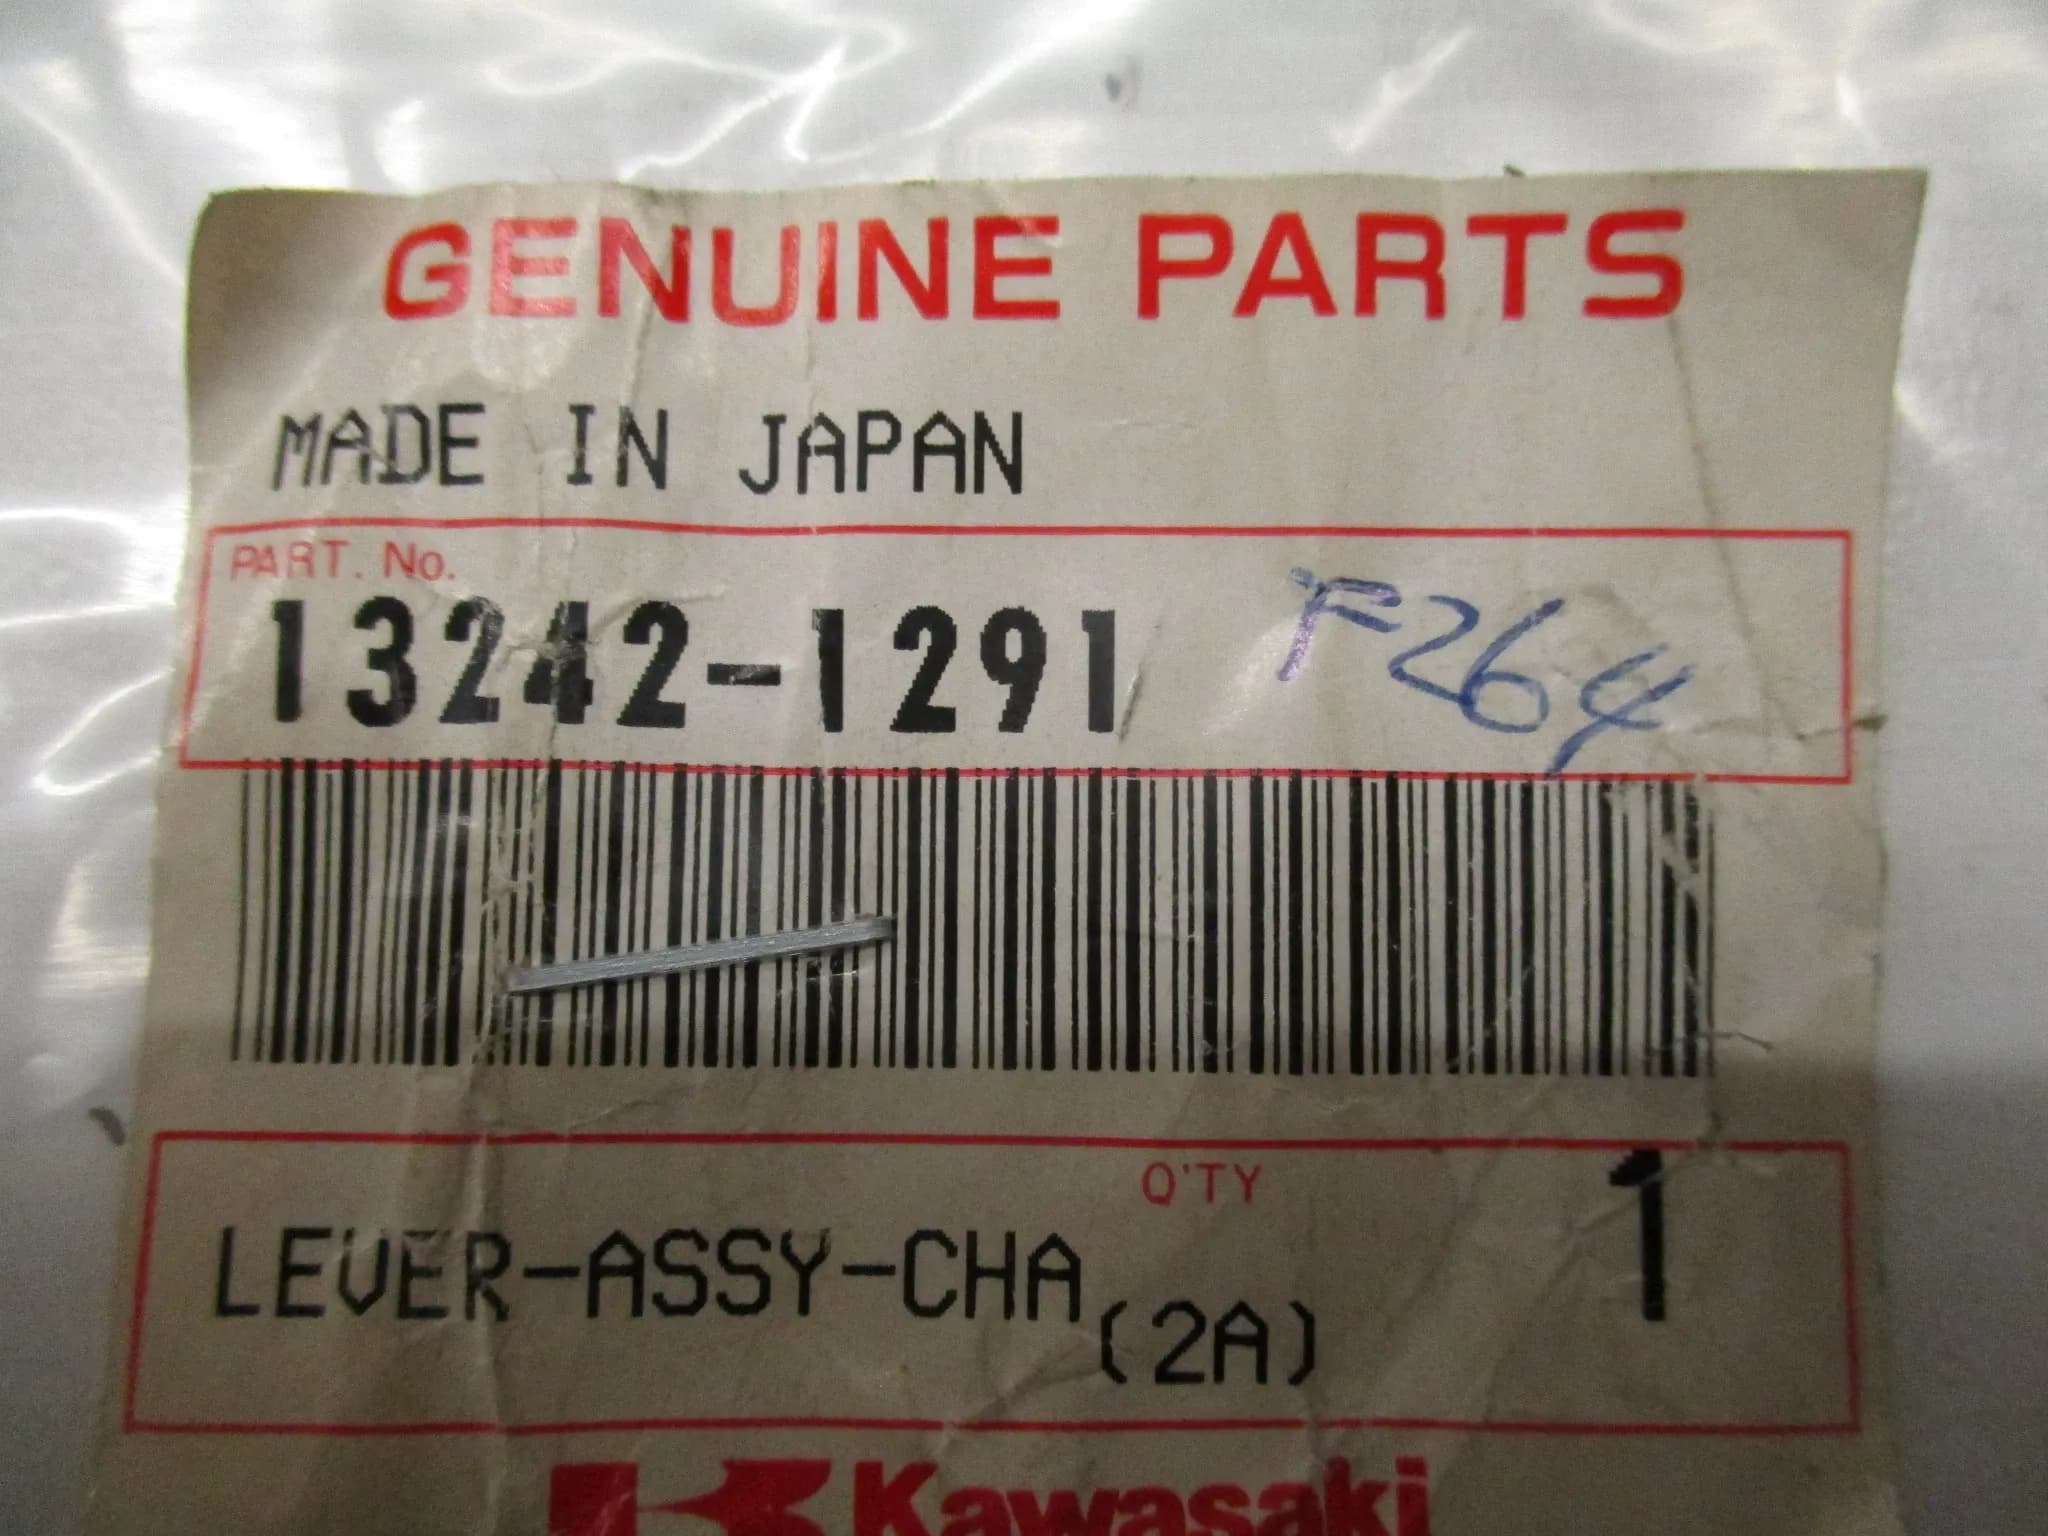 GENUINE PARTS
MADE IN JAPAN
PART. No.
13242-1291 F264
Q'TY
LEVER-ASSY-CHA 1
(2A)
Kawasaki